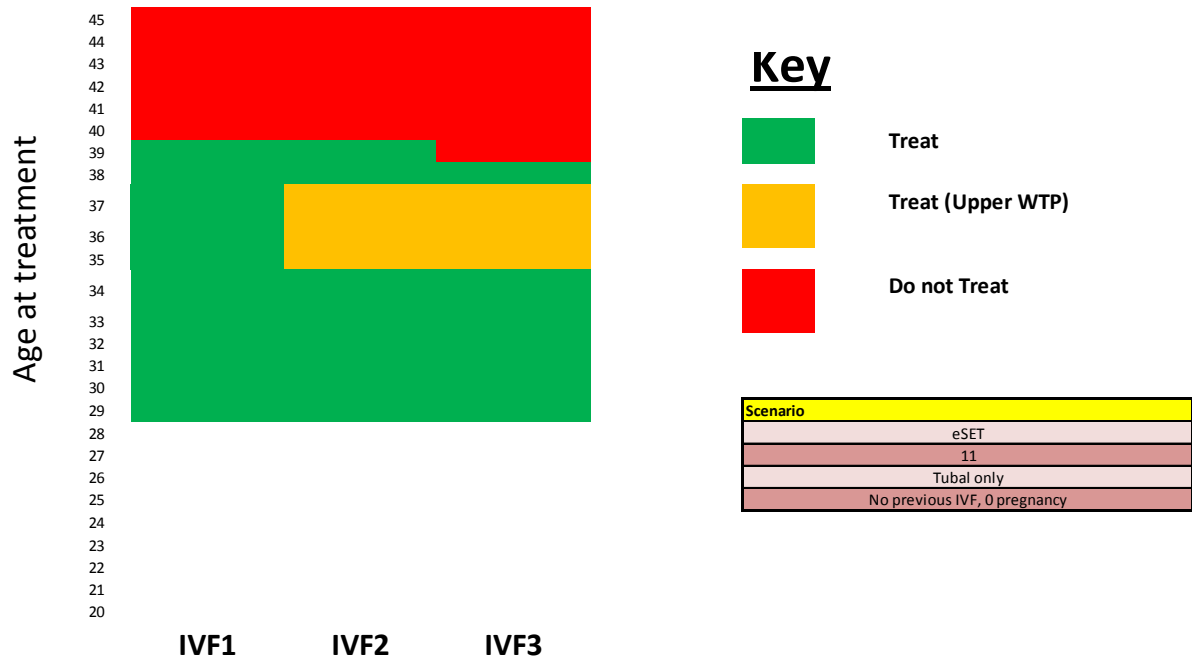 Age at treatment
45
44
43
42
41
40
39
38
37
36
35
34
33
32
31
30
29
28
27
26
25
24
23
22
21
20
IVF1 IVF2 IVF3
Key
Treat
Treat (Upper WTP)
Do not Treat
Scenario
eSET
11
Tubal only
No previous IVF, 0 pregnancy